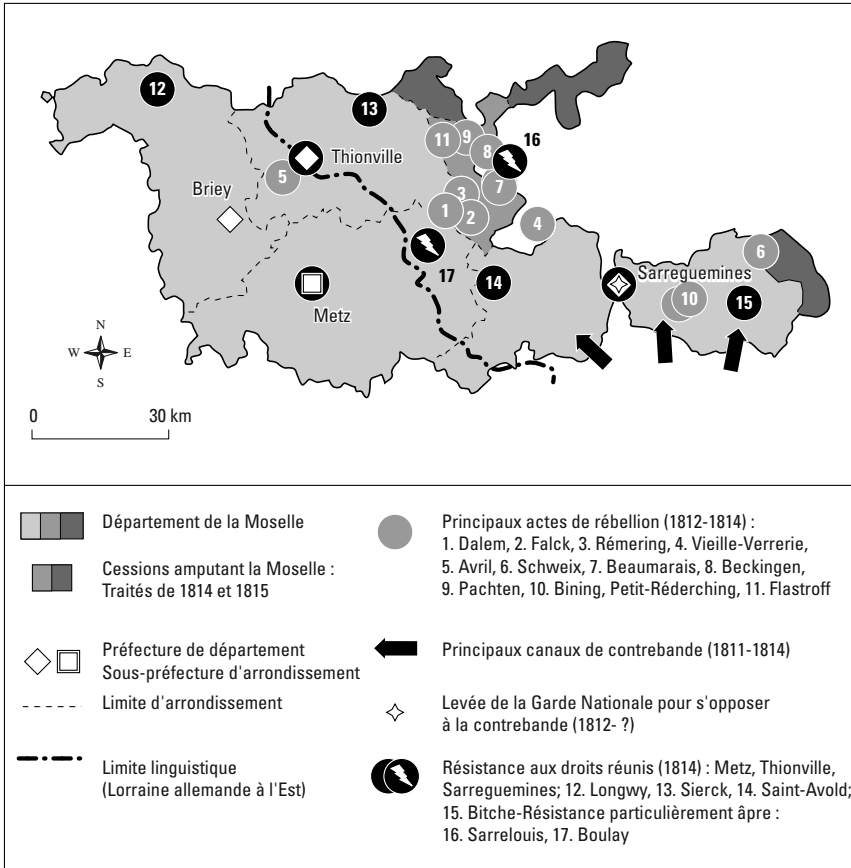 12
13
11
9
8
16
Thionville
5
Briey
3
7
1
2
4
6
17
14
Sarreguemines
10
15
Metz
N
W E
S
0 30 km
Département de la Moselle
Cessions amputant la Moselle :
Traités de 1814 et 1815
Préfecture de département
Sous-préfecture d'arrondissement
Limite d'arrondissement
Limite linguistique
(Lorraine allemande à l'Est)
Principaux actes de rébellion (1812-1814) :
1. Dalem, 2. Falck, 3. Rémering, 4. Vieille-Verrerie,
5. Avril, 6. Schweix, 7. Beaumarais, 8. Beckingen,
9. Pachten, 10. Bining, Petit-Réderching, 11. Flastroff
Principaux canaux de contrebande (1811-1814)
Levée de la Garde Nationale pour s'opposer
à la contrebande (1812- ?)
Résistance aux droits réunis (1814) : Metz, Thionville,
Sarreguemines; 12. Longwy, 13. Sierck, 14. Saint-Avold;
15. Bitche-Résistance particulièrement âpre :
16. Sarrelouis, 17. Boulay